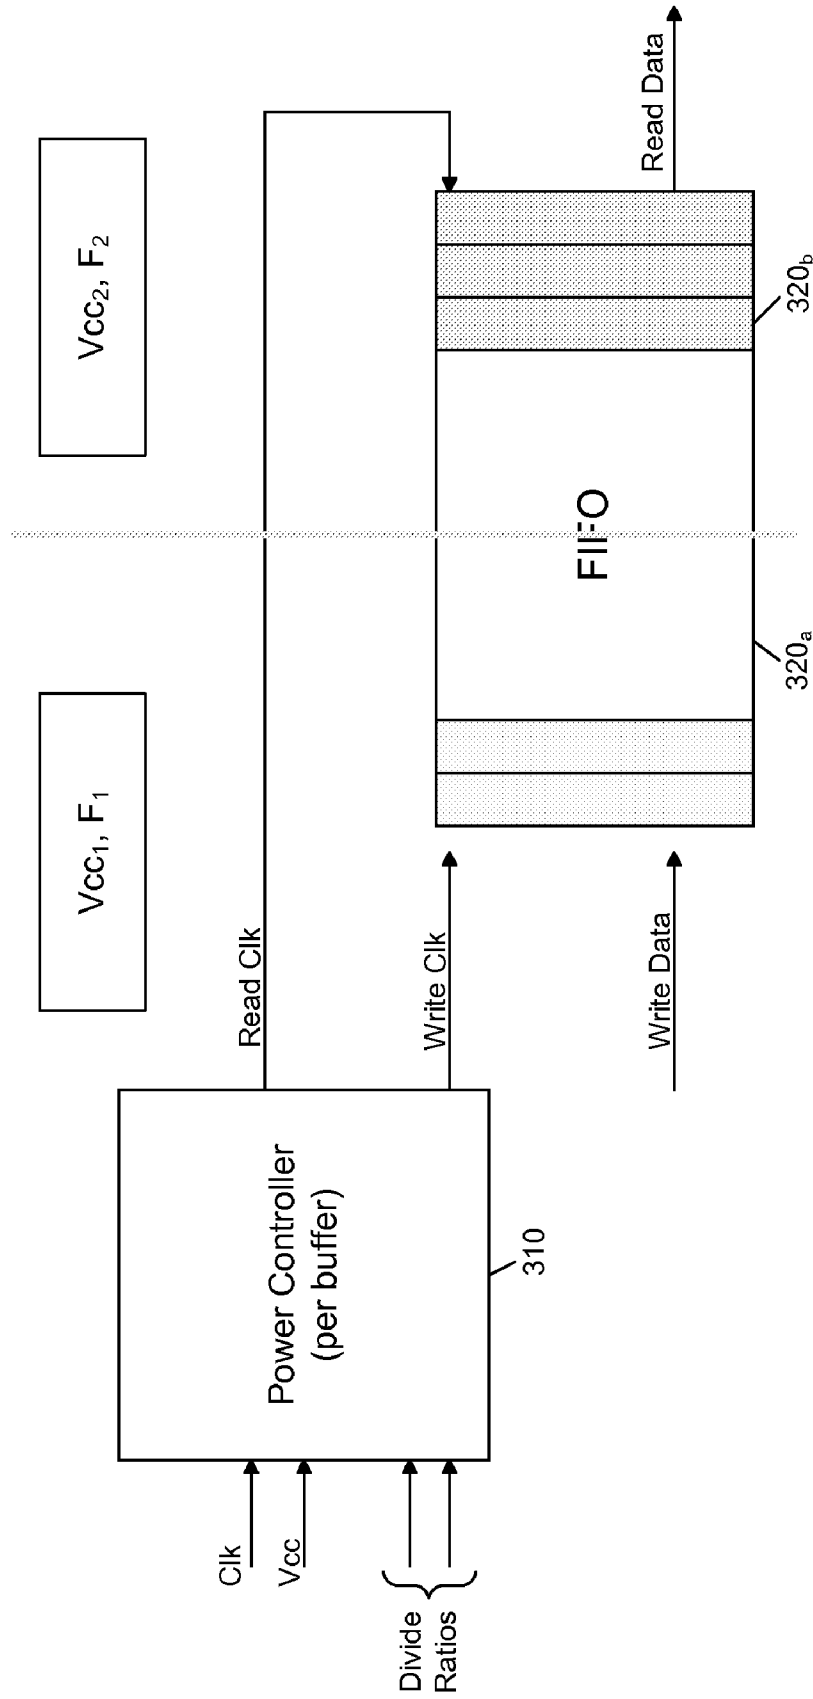 Vcc₁, F₁
Vcc₂, F₂
Clk
Vcc
Divide
Ratios
Power Controller
(per buffer)
310
Read Clk
Write Clk
Write Data
FIFO
320ₐ
320b
Read Data